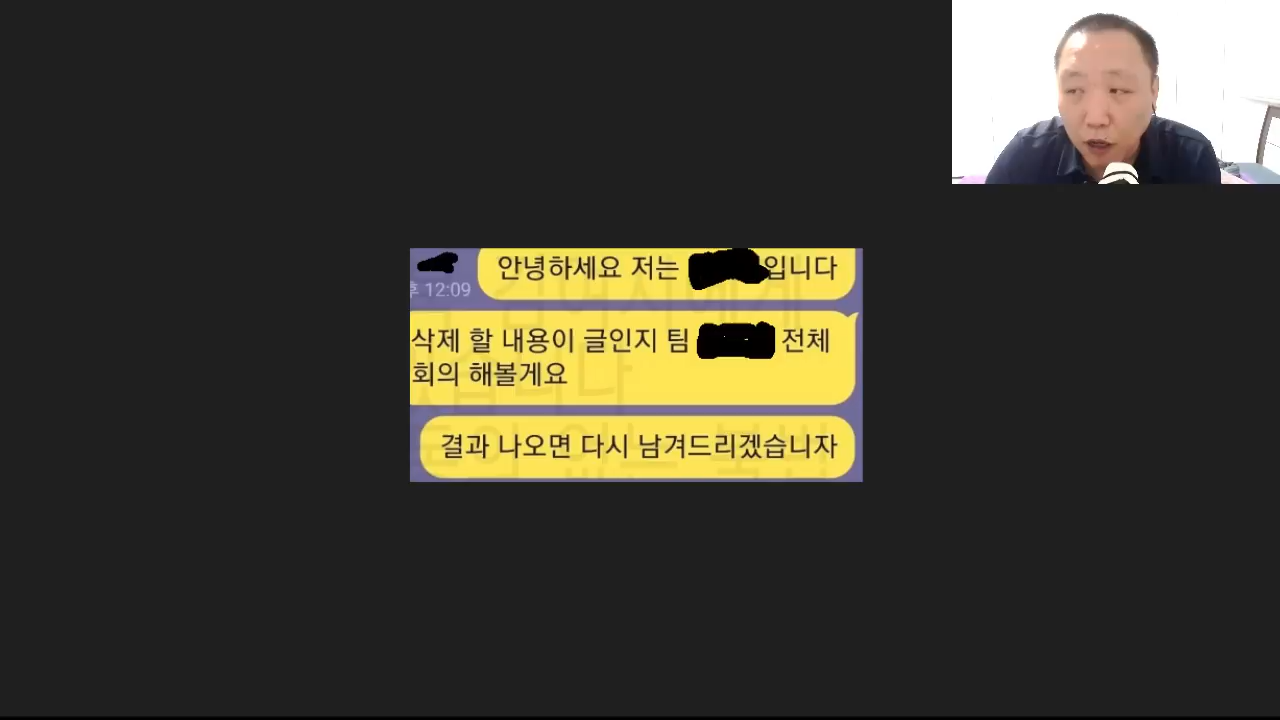 안녕하세요 저는 입니다
12:09
삭제 할 내용이 글인지 팀 전체
회의 해볼게요
결과 나오면 다시 남겨드리겠습니자